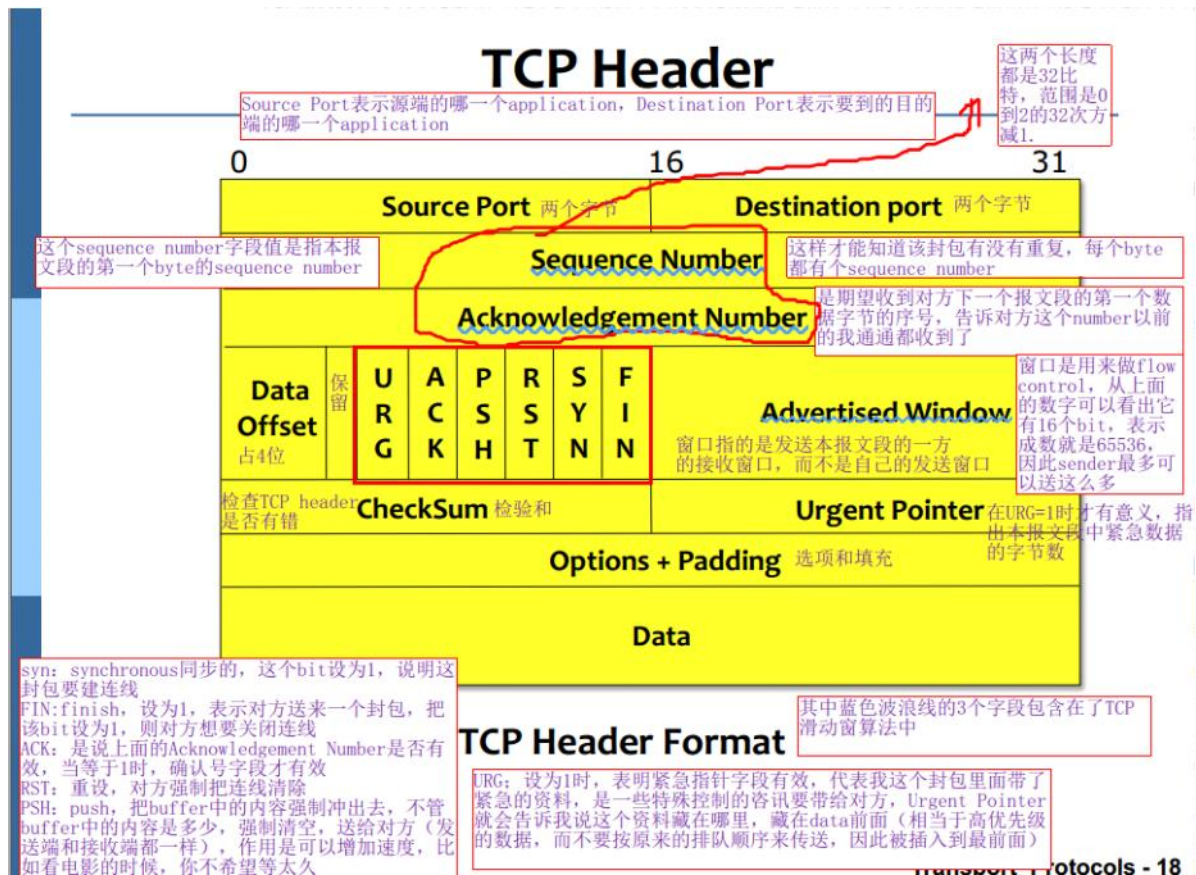 TCP Header
这两个长度
都是32比
特，范围是0
到2的32次方
减1.
Source Port表示源端的哪一个application，Destination Port表示要到的目的
端的哪一个application
0 16 31
Source Port 两个字节
Destination port 两个字节
这个sequence number字段值是指本报
文段的第一个byte的sequence number
Sequence Number
这样才能知道该封包有没有重复，每个byte
都有个sequence number
Acknowledgement Number
是期望收到对方下一个报文段的第一个数
据字节的序号，告诉对方这个number以前
的我通通都收到了
Data
Offset
占4位
保
留
URG
ACK
PSH
RST
SYN
FIN
Advertised Window
窗口指的是发送本报文段的一方
的接收窗口，而不是自己的发送窗口
窗口是用来做flow
control，从上面
的数字可以看出它
有16个bit，表示
成数就是65536，
因此sender最多可
以送这么多
检查TCP header
是否有错
CheckSum 检验和
Urgent Pointer
在URG=1时才有意义，指
出本报文段中紧急数据
的字节数
Options + Padding 选项和填充
Data
syn: synchronous同步的，这个bit设为1，说明这
封包要建连线
FIN:finish，设为1，表示对方送来一个封包，把
该bit设为1，则对方想要关闭连线
ACK：是说上面的Acknowledgement Number是否有
效，当等于1时，确认号字段才有效
RST：重设，对方强制把连线清除
PSH：push，把buffer中的内容强制冲出去，不管
buffer中的内容是多少，强制清空，送给对方（发
送端和接收端都一样），作用是可以增加速度，比
如看电影的时候，你不希望等太久
TCP Header Format
其中蓝色波浪线的3个字段包含在了TCP
滑动窗算法中
URG；设为1时，表明紧急指针字段有效，代表我这个封包里面带了
紧急的资料，是一些特殊控制的咨讯要带给对方，Urgent Pointer
就会告诉我说这个资料藏在哪里，藏在data前面（相当于高优先级
的数据，而不要按原来的排队顺序来传送，因此被插入到最前面）
Transport Protocols - 18